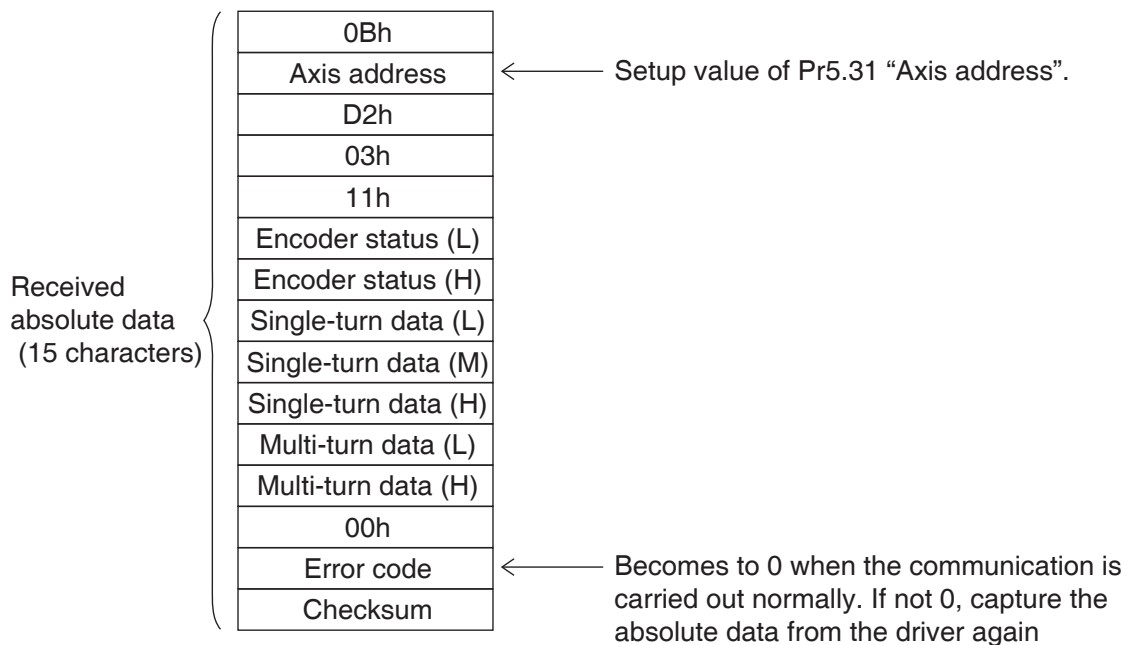 0Bh
Axis address
Setup value of Pr5.31 “Axis address”.
D2h
03h
11h
Encoder status (L)
Encoder status (H)
Received
absolute data
(15 characters)
Single-turn data (L)
Single-turn data (M)
Single-turn data (H)
Multi-turn data (L)
Multi-turn data (H)
00h
Error code
Becomes to 0 when the communication is
carried out normally. If not 0, capture the
absolute data from the driver again
Checksum